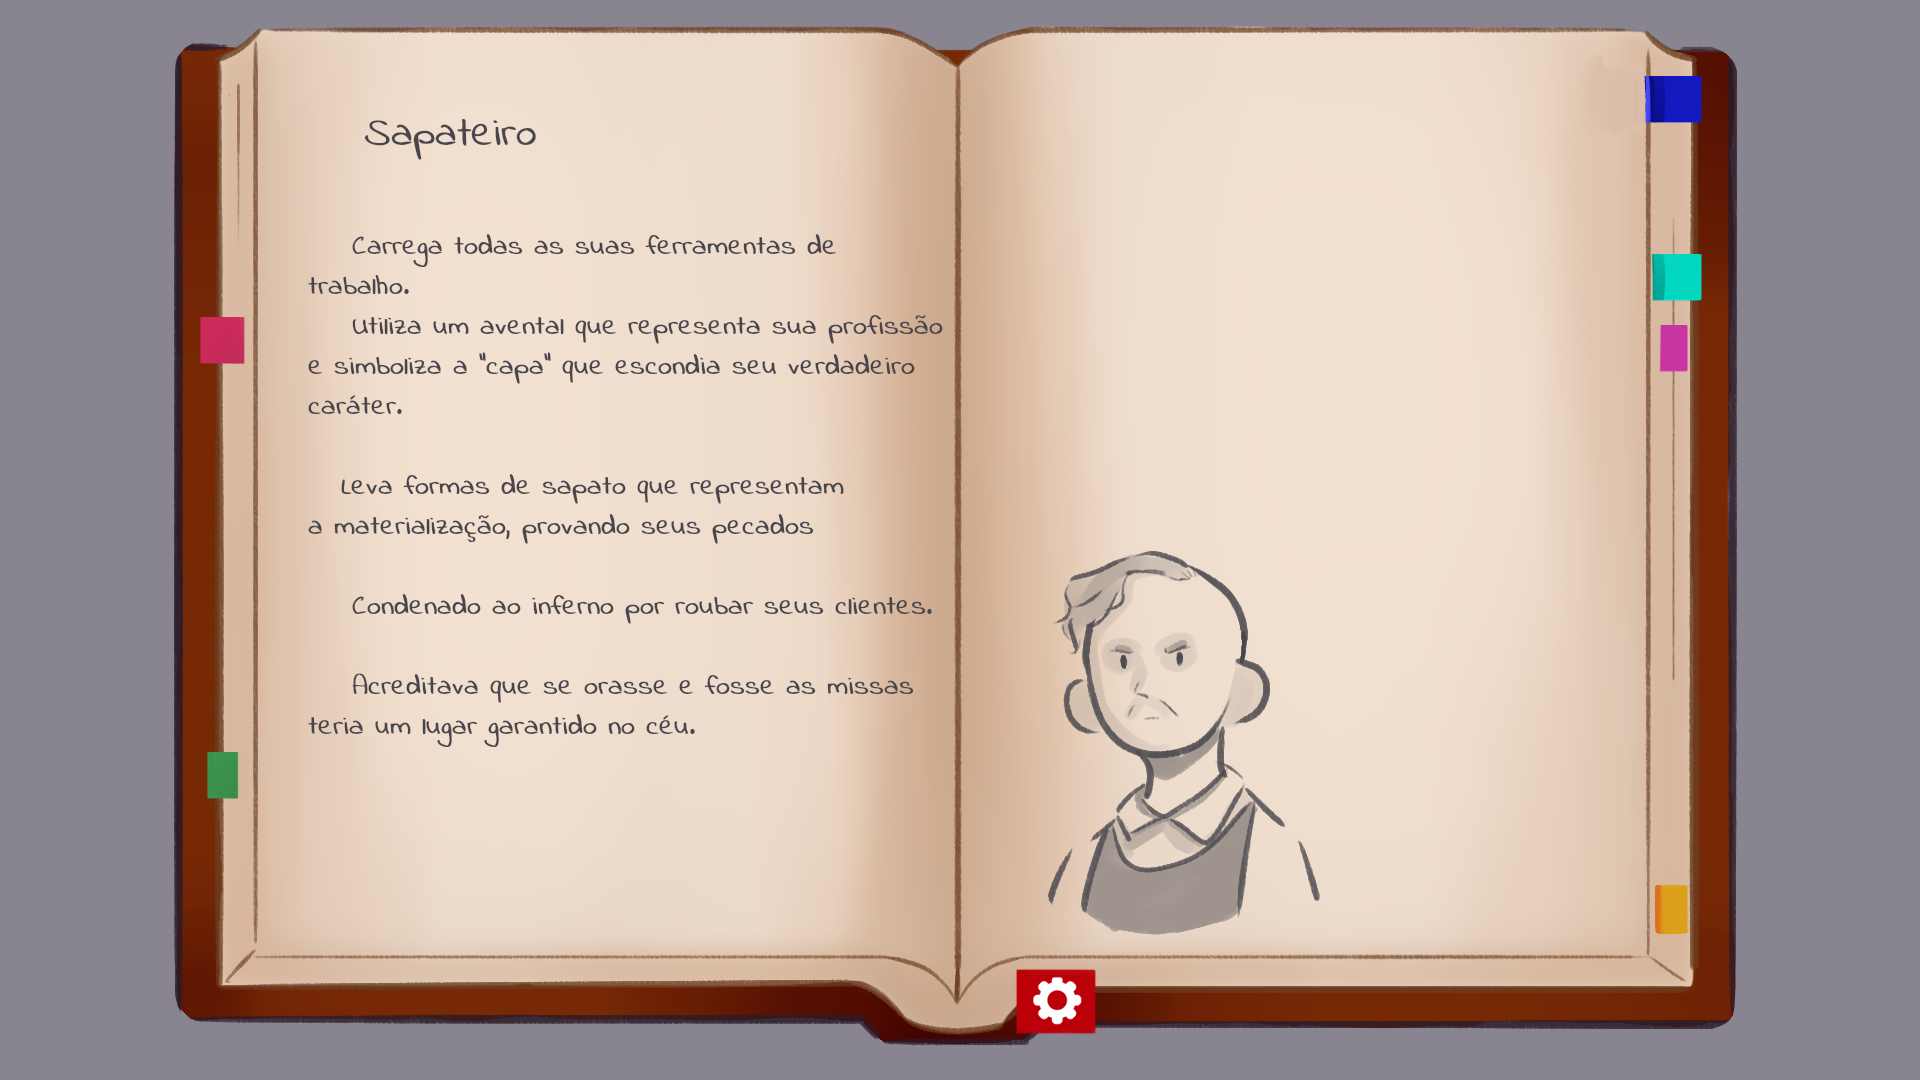 Sapateiro
Carrega todas as suas ferramentas de
trabalho.
Utiliza um avental que representa sua profissão
e simboliza a "capa" que escondia seu verdadeiro
caráter.
Leva formas de sapato que representam
a materialização, provando seus pecados
Condenado ao inferno por roubar seus clientes.
Acreditava que se orasse e fosse as missas
teria um lugar garantido no céu.